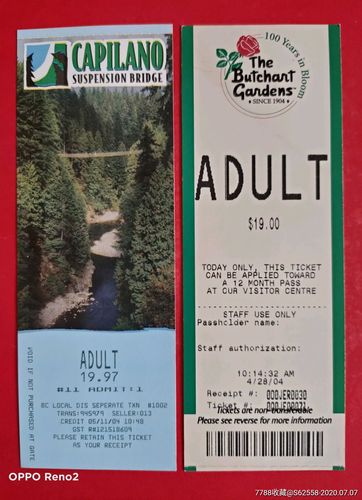 CAPILANO
SUSPENSION BRIDGE
VOID IF NOT PURCHASED AT GATE
ADULT
19.97
#11 ADMIT:1
BC LOCAL DIS SEPERATE TXN #1002
TRANS:945979 SELLER:013
CREDIT 05/11/04 10:48
GST R#121518609
PLEASE RETAIN THIS TICKET
AS YOUR RECEIPT
OPPO Reno2
100 Years in Bloom
The
Butchart
Gardens
• SINCE 1904 •
ADULT
$19.00
TODAY ONLY, THIS TICKET
CAN BE APPLIED TOWARD
A 12 MONTH PASS
AT OUR VISITOR CENTRE
STAFF USE ONLY
Passholder name:
Staff authorization:
10:14:32 AM
4/28/04
Receipt #:
Ticket #:
Tickets are non-transferable
Please see reverse for more information
7788收藏@S62558-2020.07.07